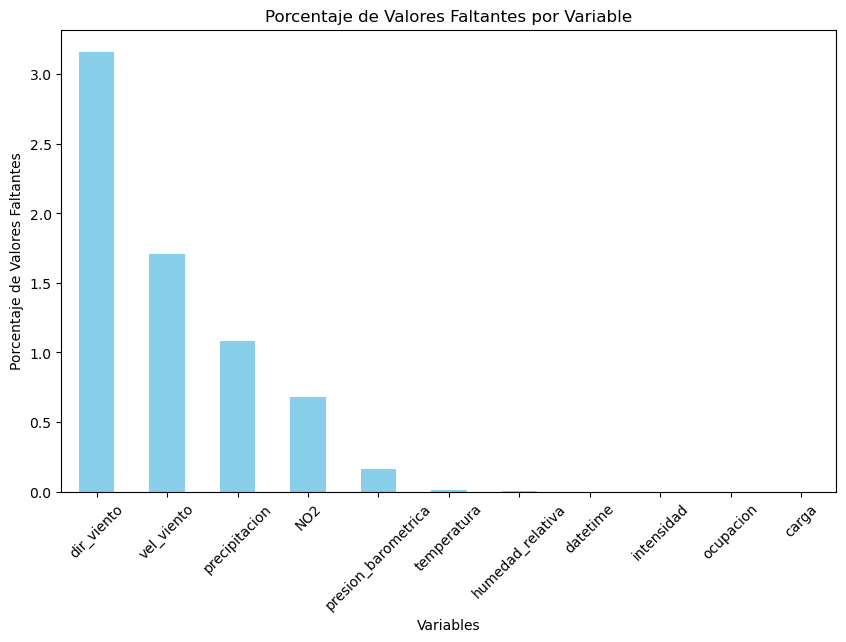 Porcentaje de Valores Faltantes por Variable
Porcentaje de Valores Faltantes
3.0
2.5
2.0
1.5
1.0
0.5
0.0
dir_viento
vel_viento
precipitacion
NO2
presion_barometrica
temperatura
humedad_relativa
datetime
intensidad
ocupacion
carga
Variables